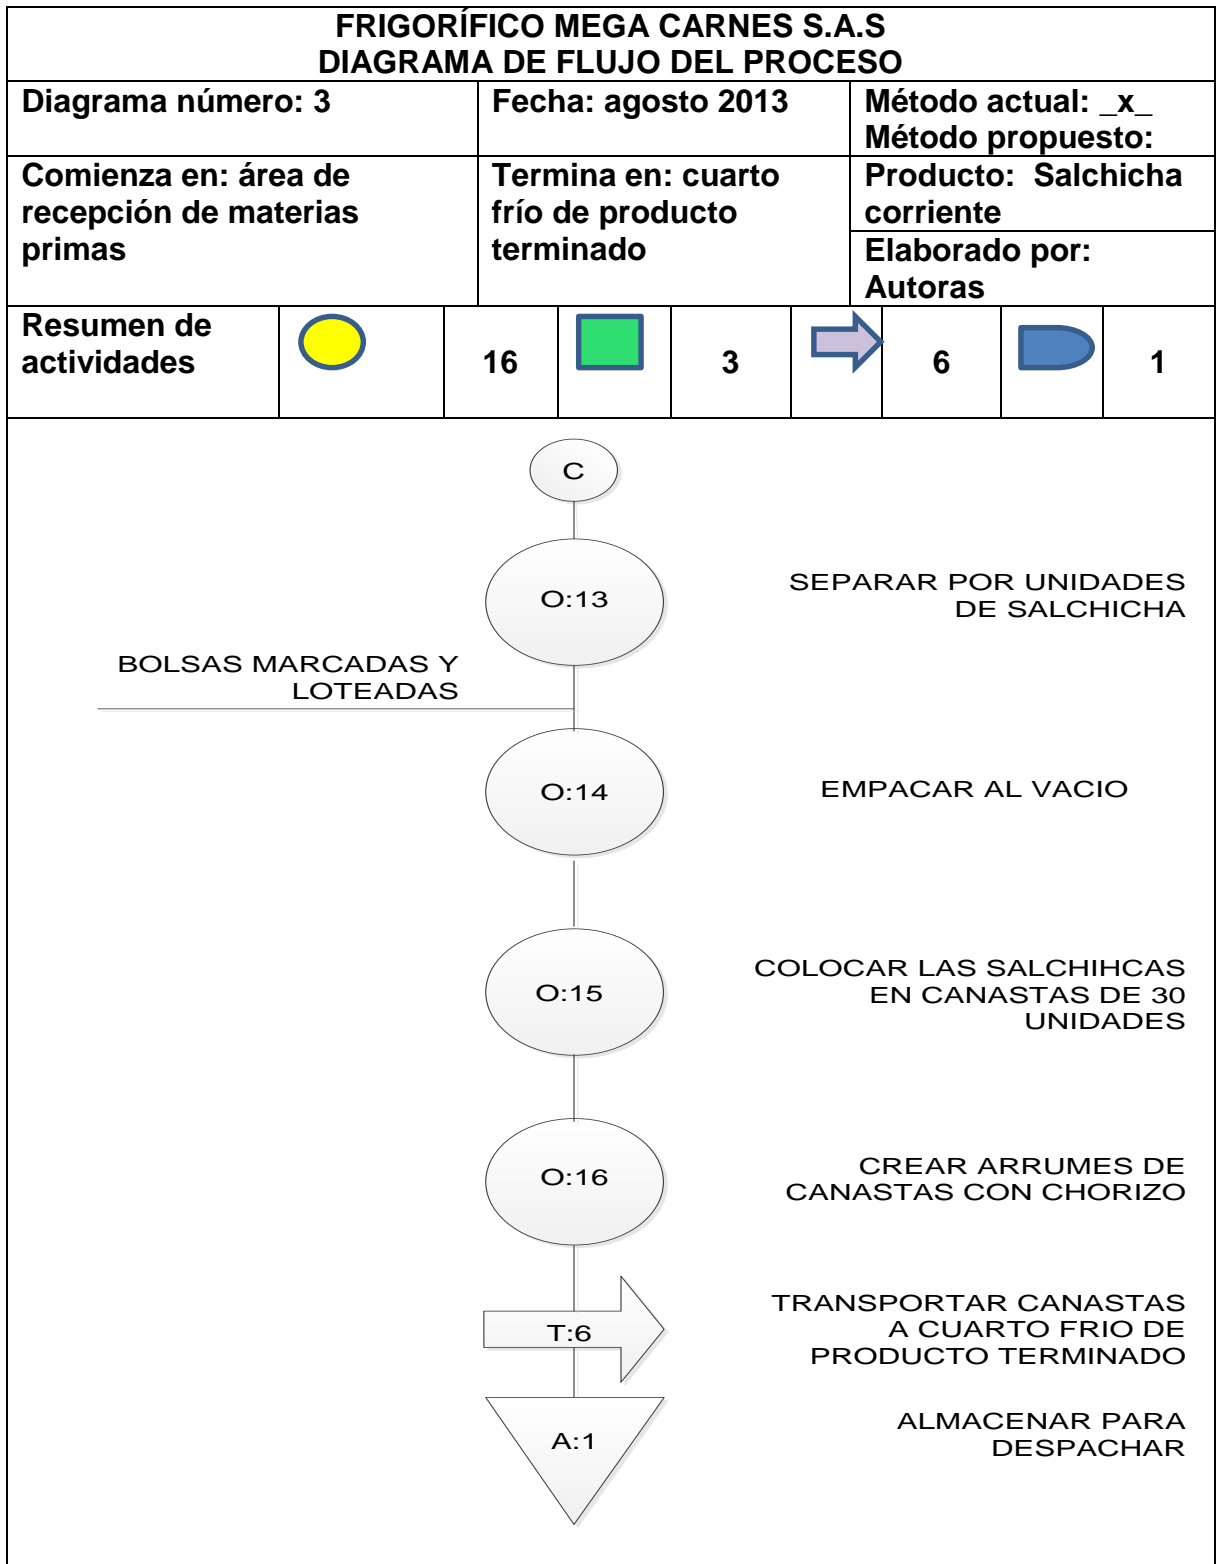 FRIGORÍFICO MEGA CARNES S.A.S
DIAGRAMA DE FLUJO DEL PROCESO
Diagrama número: 3
Fecha: agosto 2013
Método actual: _x_
Método propuesto:
Comienza en: área de
recepción de materias
primas
Termina en: cuarto
frío de producto
terminado
Producto: Salchicha
corriente
Elaborado por:
Autoras
Resumen de
actividades
16
3
6
1
C
O:13
SEPARAR POR UNIDADES
DE SALCHICHA
BOLSAS MARCADAS Y
LOTEADAS
O:14
EMPACAR AL VACIO
O:15
COLOCAR LAS SALCHIHCAS
EN CANASTAS DE 30
UNIDADES
O:16
CREAR ARRUMES DE
CANASTAS CON CHORIZO
T:6
TRANSPORTAR CANASTAS
A CUARTO FRIO DE
PRODUCTO TERMINADO
A:1
ALMACENAR PARA
DESPACHAR